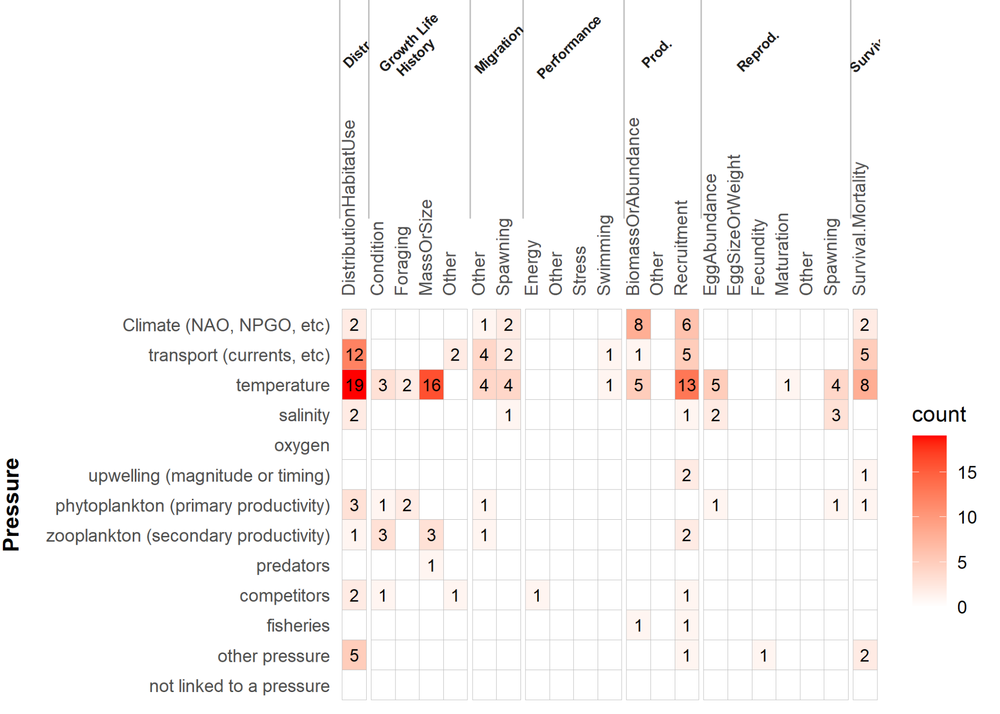 Distr
Growth Life
History
Migration
Performance
Prod.
Reprod.
Surviv
DistributionHabitatUse
Condition
Foraging
MassOrSize
Other
Other
Spawning
Energy
Other
Stress
Swimming
BiomassOrAbundance
Other
Recruitment
EggAbundance
EggSizeOrWeight
Fecundity
Maturation
Other
Spawning
Survival.Mortality
Pressure
Climate (NAO, NPGO, etc) 2 1 2 8 6 2
transport (currents, etc) 12 2 4 2 1 1 5 5
temperature 19 3 2 16 4 4 1 5 13 5 1 4 8
salinity 2 1 1 2 3
oxygen
upwelling (magnitude or timing) 2 1
phytoplankton (primary productivity) 3 1 2 1 1 1 1
zooplankton (secondary productivity) 1 3 3 1 2
predators 1
competitors 2 1 1 1 1
fisheries 1 1
other pressure 5 1 1 2
not linked to a pressure
count
15
10
5
0